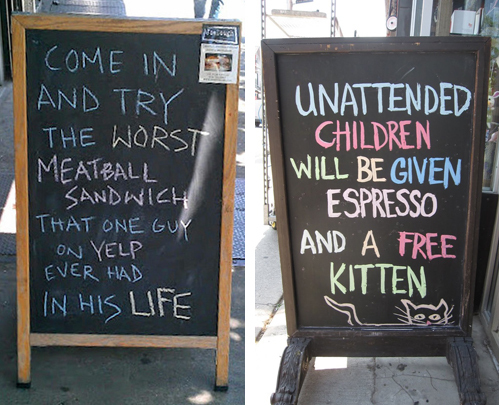 COME IN
AND TRY
THE WORST
MEATBALL
SANDWICH
THAT ONE GUY
ON YELP
EVER HAD
IN HIS LIFE
UNATTENDED
CHILDREN
WILL BE GIVEN
ESPRESSO
AND A FREE
KITTEN